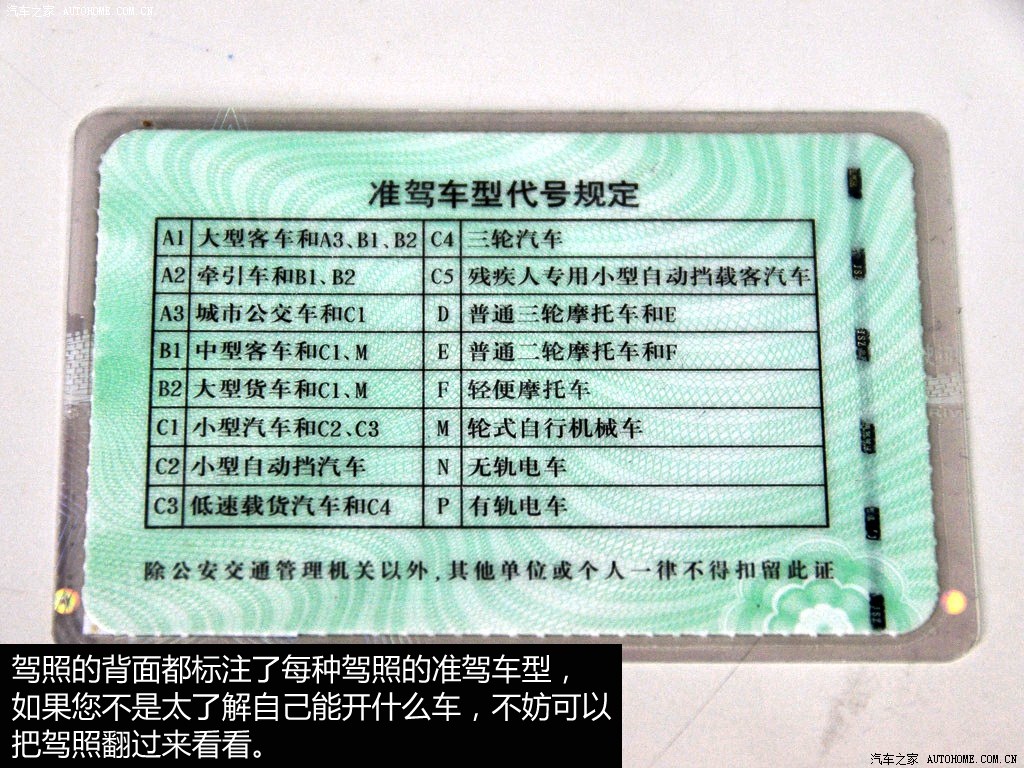 汽车之家 AUTOHOME.COM.CN
准驾车型代号规定
A1 大型客车和A3、B1、B2 C4 三轮汽车
A2 牵引车和B1、B2 C5 残疾人专用小型自动挡载客汽车
A3 城市公交车和C1 D 普通三轮摩托车和E
B1 中型客车和C1、M E 普通二轮摩托车和F
B2 大型货车和C1、M F 轻便摩托车
C1 小型汽车和C2、C3 M 轮式自行机械车
C2 小型自动挡汽车 N 无轨电车
C3 低速载货汽车和C4 P 有轨电车
除公安交通管理机关以外,其他单位或个人一律不得扣留此证
驾照的背面都标注了每种驾照的准驾车型，
如果您不是太了解自己能开什么车，不妨可以
把驾照翻过来看看。
汽车之家 AUTOHOME.COM.CN